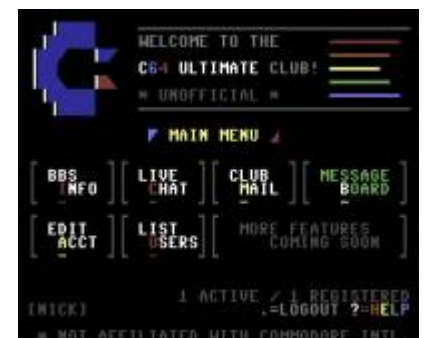 WELCOME TO THE
C64 ULTIMATE CLUB!
* UNOFFICIAL *
MAIN MENU
BBS INFO
LIVE CHAT
CLUB MAIL
MESSAGE BOARD
EDIT ACCT
LIST USERS
MORE FEATURES COMING SOON
1 ACTIVE / 1 REGISTERED
[NICK] .=LOGOUT ?=HELP
* NOT AFFILIATED WITH COMMODORE INTL